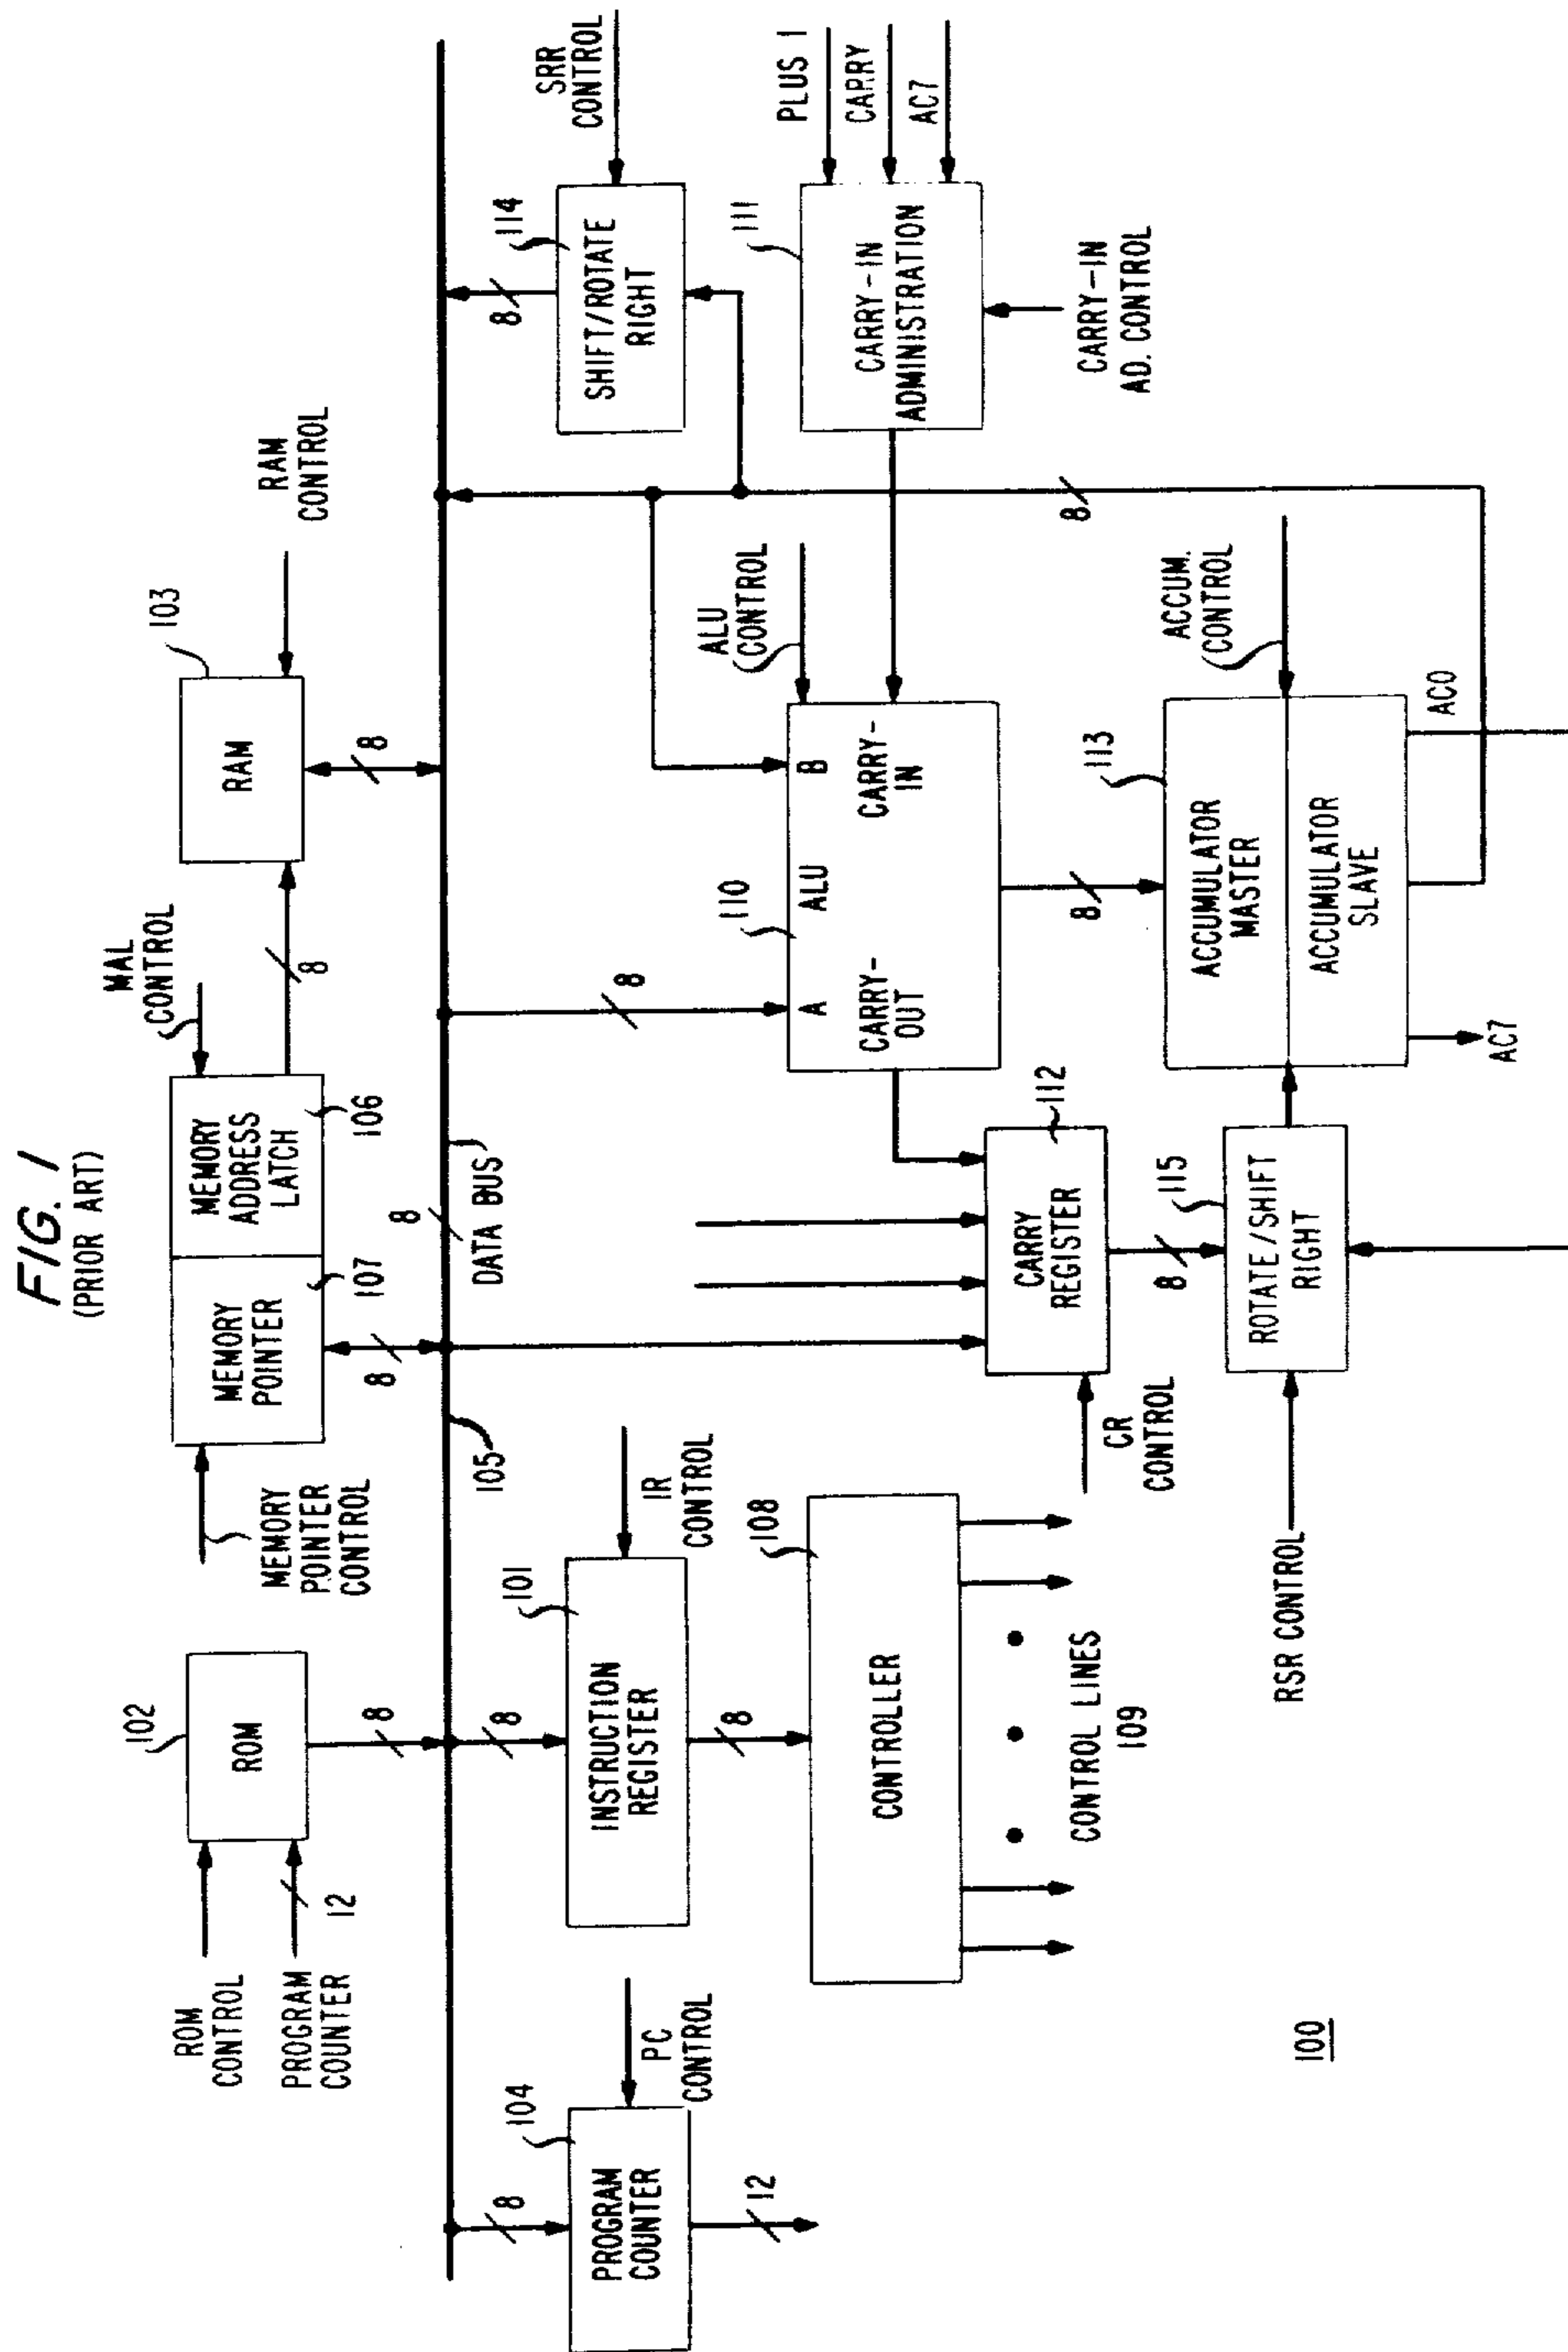 FIG. 1
(PRIOR ART)
ROM
CONTROL
PROGRAM
COUNTER
12
102
ROM
8
MEMORY
POINTER
CONTROL
MEMORY
POINTER
107
8
MEMORY
ADDRESS
LATCH
106
MAL
CONTROL
8
103
RAM
8
RAM
CONTROL
105
8
DATA BUS
8
104
PROGRAM
COUNTER
PC
CONTROL
12
8
101
INSTRUCTION
REGISTER
IR
CONTROL
8
108
CONTROLLER
CONTROL LINES
109
8
110
A
ALU
B
CARRY-
OUT
CARRY-
IN
ALU
CONTROL
8
114
SHIFT/ROTATE
RIGHT
SRR
CONTROL
111
CARRY-IN
ADMINISTRATION
PLUS 1
CARRY
AC7
CARRY-IN
AD. CONTROL
112
CARRY
REGISTER
CR
CONTROL
8
115
ROTATE/SHIFT
RIGHT
RSR CONTROL
8
113
ACCUMULATOR
MASTER
ACCUMULATOR
SLAVE
ACCUM.
CONTROL
8
AC7
AC0
100